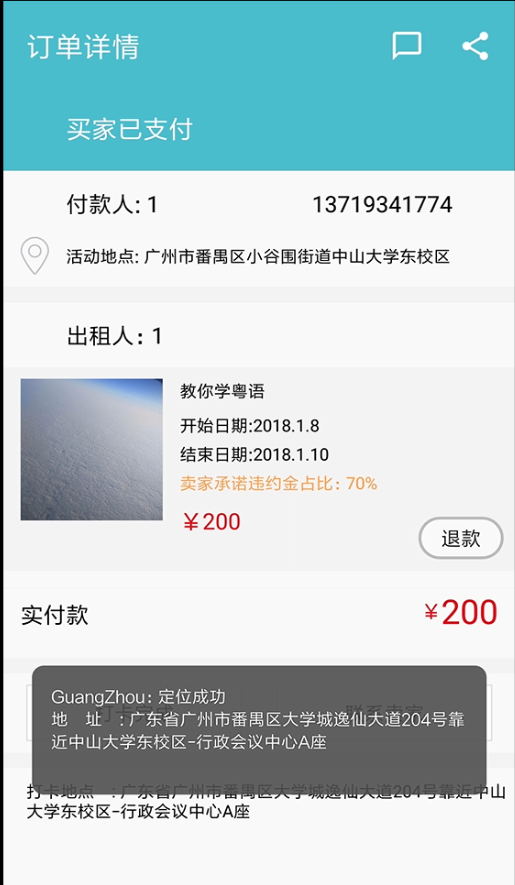 订单详情
买家已支付
付款人: 1 13719341774
活动地点: 广州市番禺区小谷围街道中山大学东校区
出租人: 1
教你学粤语
开始日期:2018.1.8
结束日期:2018.1.10
卖家承诺违约金占比: 70%
￥200
退款
实付款 ￥200
打卡完成 联系卖家
GuangZhou: 定位成功
地 址 : 广东省广州市番禺区大学城逸仙大道204号靠
近中山大学东校区-行政会议中心A座
打卡地点 : 广东省广州市番禺区大学城逸仙大道204号靠近中山
大学东校区-行政会议中心A座